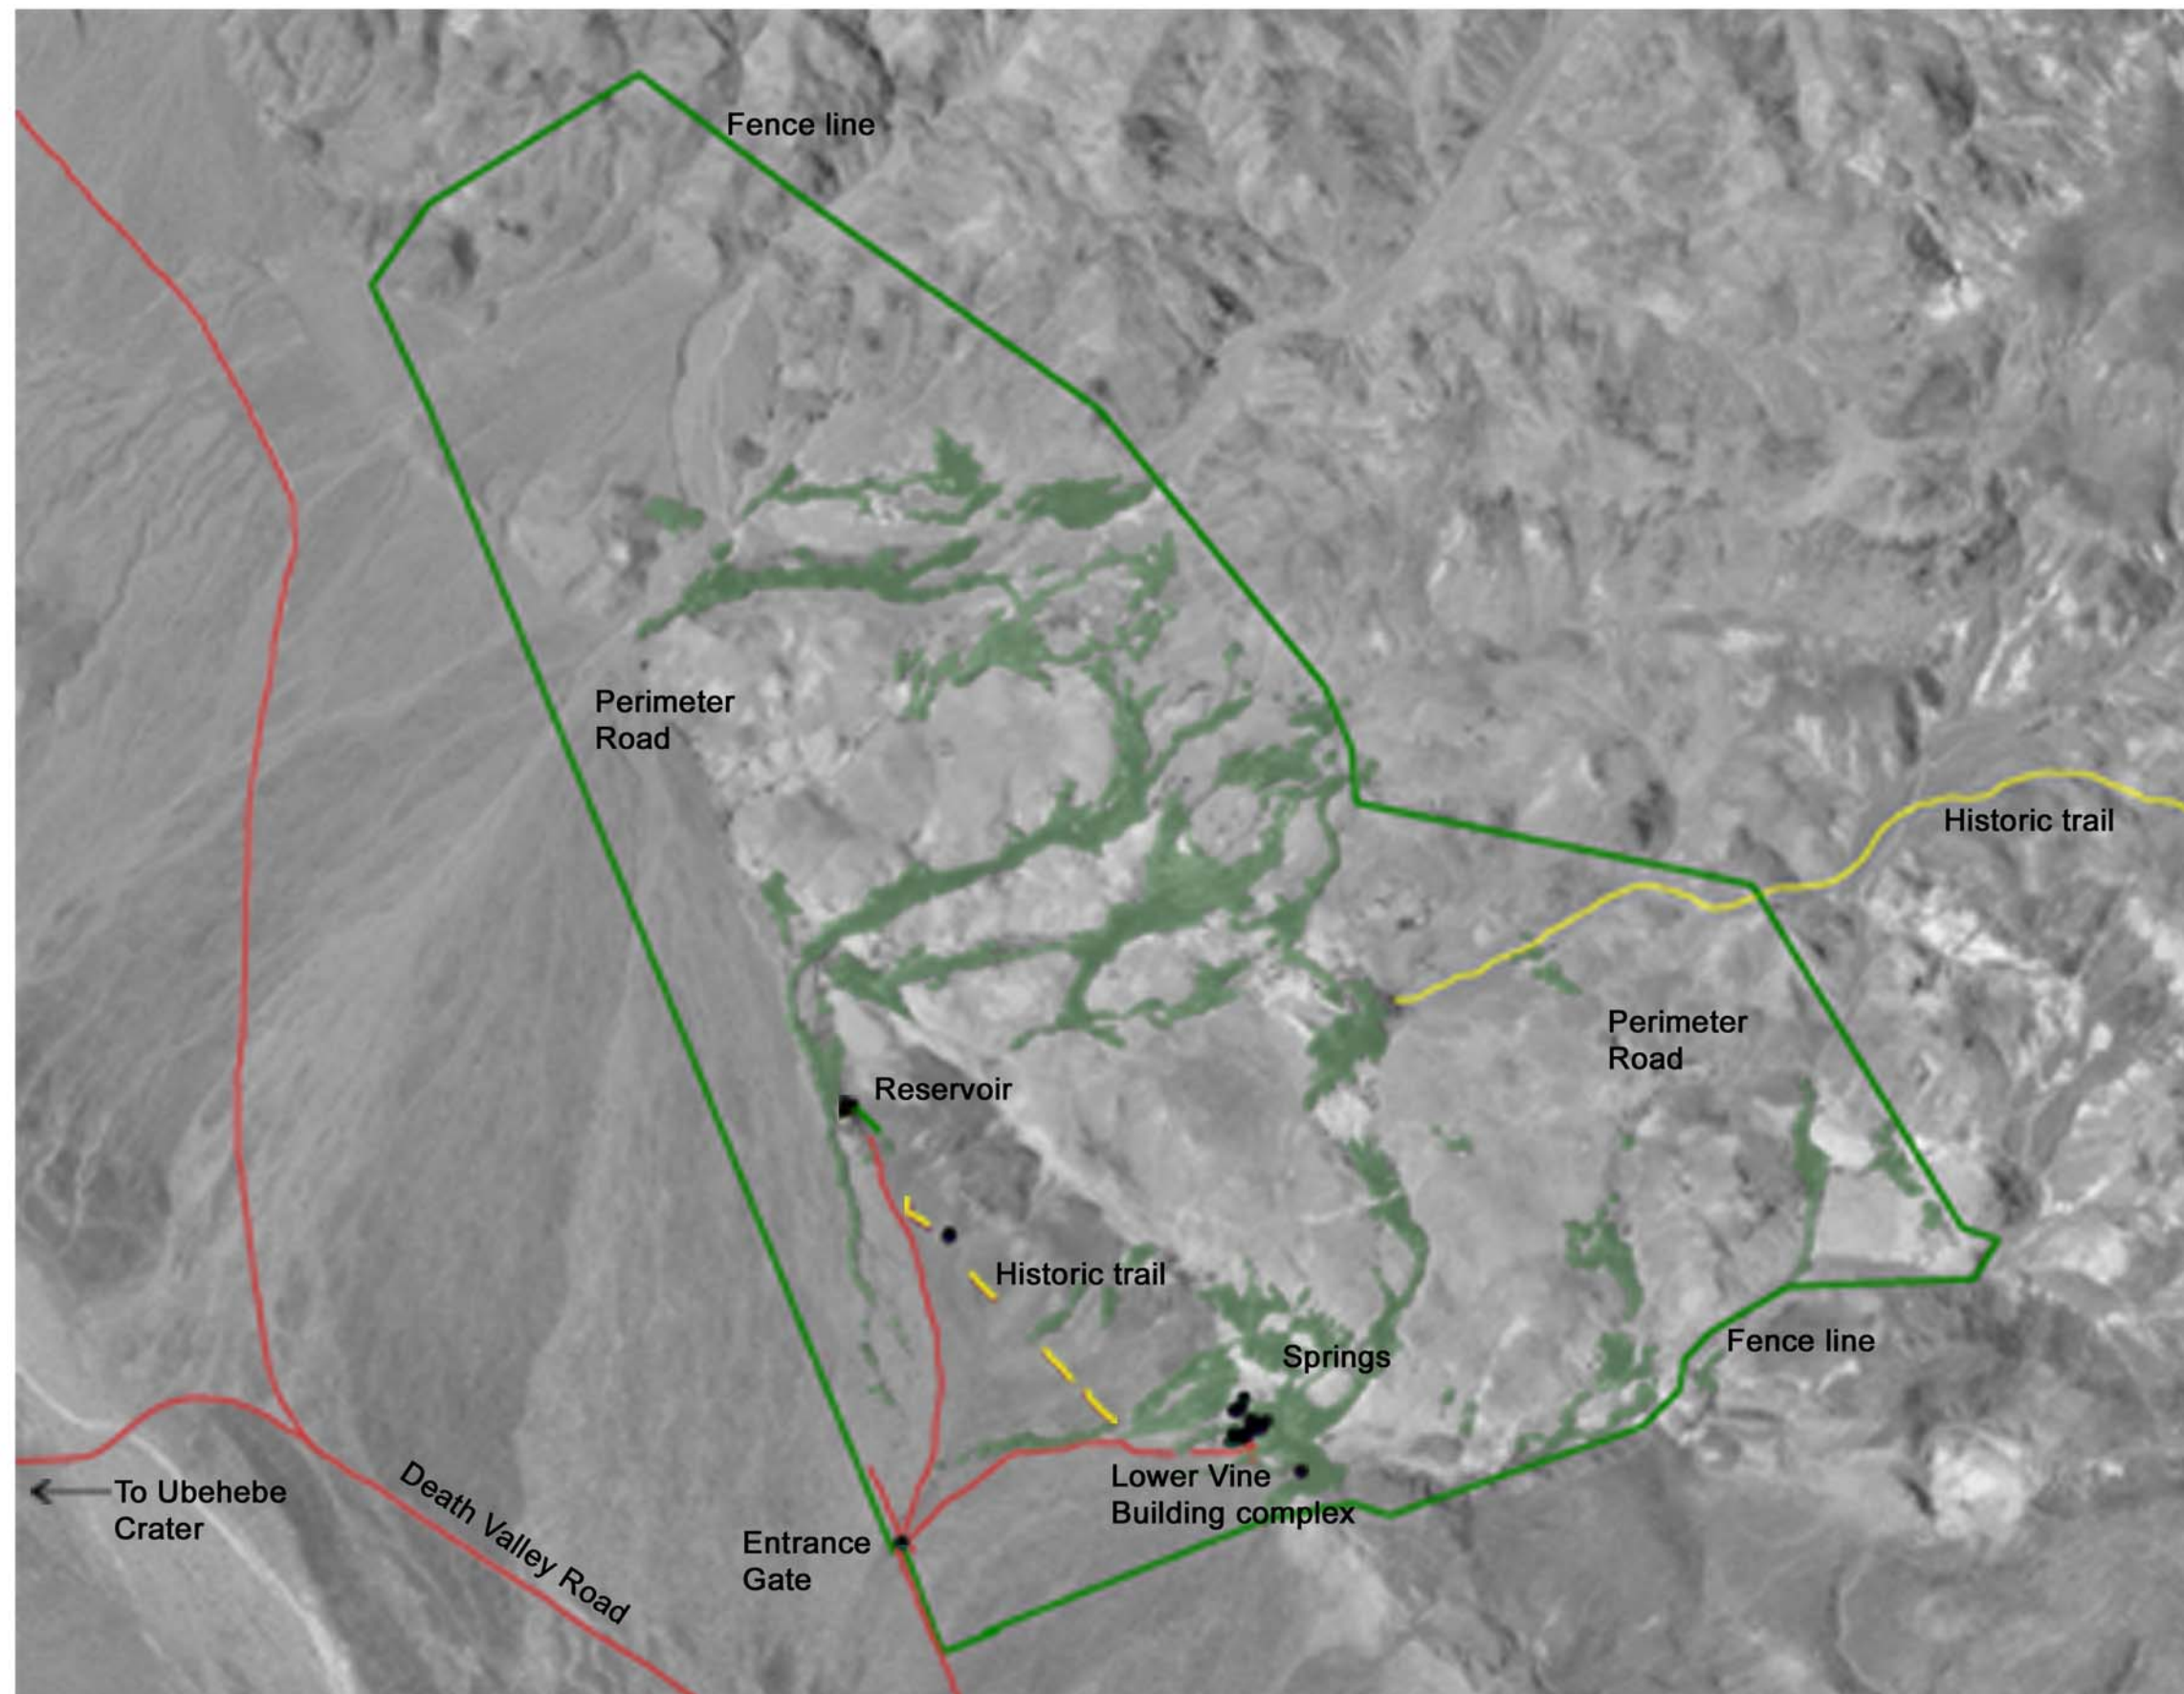 Fence line
Perimeter
Road
Historic trail
Perimeter
Road
Reservoir
Historic trail
Fence line
Springs
Lower Vine
Building complex
To Ubehebe
Crater
Death Valley Road
Entrance
Gate